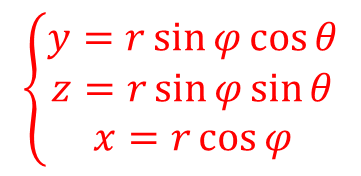 y = r sin φ cos θ
z = r sin φ sin θ
x = r cos φ